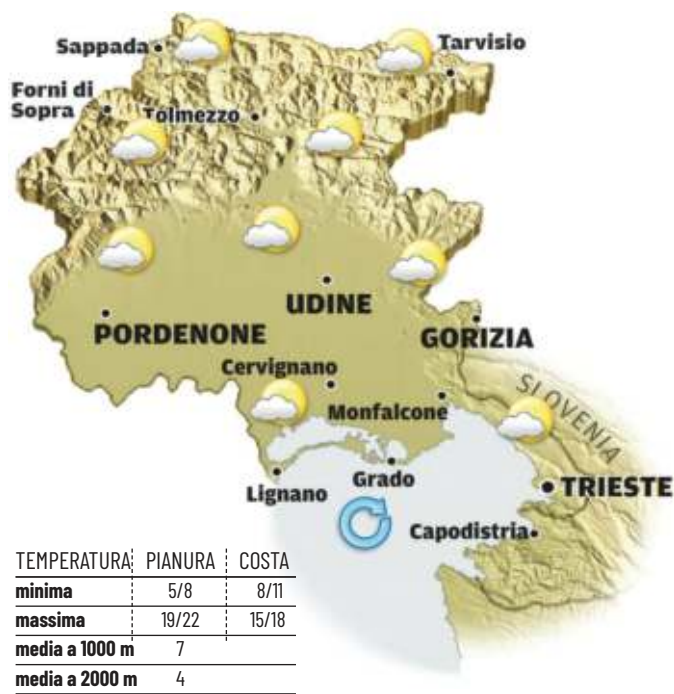 Sappada
Tarvisio
Forni di
Sopra
Tolmezzo
UDINE
PORDENONE
GORIZIA
Cervignano
SLOVENIA
Monfalcone
Lignano
Grado
TRIESTE
Capodistria
TEMPERATURA PIANURA COSTA
minima 5/8 8/11
massima 19/22 15/18
media a 1000 m 7
media a 2000 m 4